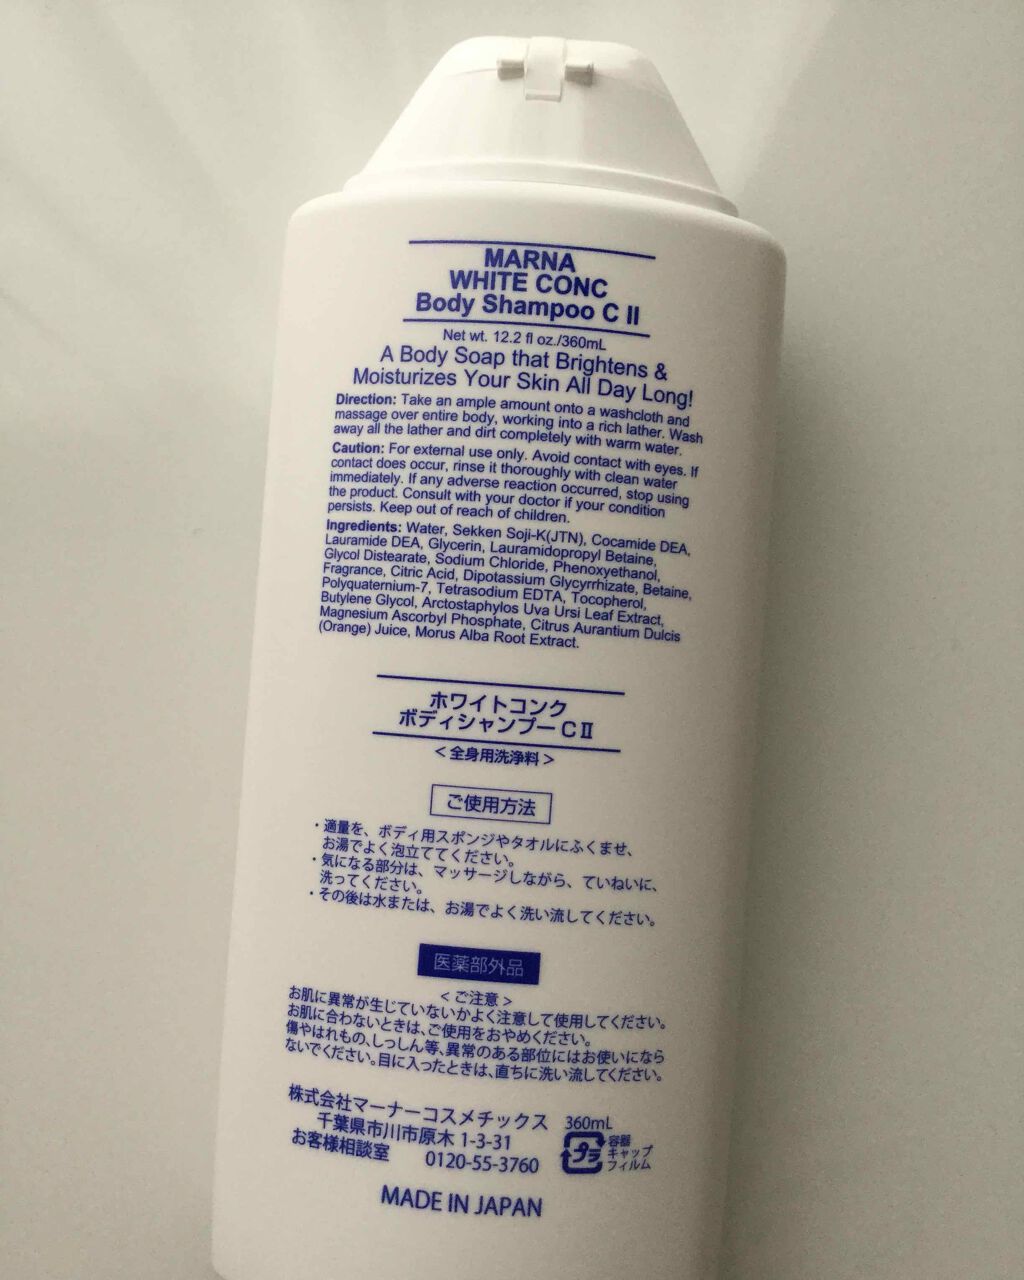 MARNA
WHITE CONC
Body Shampoo C II
Net wt. 12.2 fl oz./360mL
A Body Soap that Brightens &
Moisturizes Your Skin All Day Long!
Direction: Take an ample amount onto a washcloth and
massage over entire body, working into a rich lather. Wash
away all the lather and dirt completely with warm water.
Caution: For external use only. Avoid contact with eyes. If
contact does occur, rinse it thoroughly with clean water
immediately. If any adverse reaction occurred, stop using
the product. Consult with your doctor if your condition
persists. Keep out of reach of children.
Ingredients: Water, Sekken Soji-K(JTN), Cocamide DEA,
Lauramide DEA, Glycerin, Lauramidopropyl Betaine,
Glycol Distearate, Sodium Chloride, Phenoxyethanol,
Fragrance, Citric Acid, Dipotassium Glycyrrhizate, Betaine,
Polyquaternium-7, Tetrasodium EDTA, Tocopherol,
Butylene Glycol, Arctostaphylos Uva Ursi Leaf Extract,
Magnesium Ascorbyl Phosphate, Citrus Aurantium Dulcis
(Orange) Juice, Morus Alba Root Extract.
ホワイトコンク
ボディシャンプーC II
＜全身用洗浄料＞
ご使用方法
・適量を、ボディ用スポンジやタオルにふくませ、
お湯でよく泡立ててください。
・気になる部分は、マッサージしながら、ていねいに、
洗ってください。
・その後は水または、お湯でよく洗い流してください。
医薬部外品
＜ご注意＞
お肌に異常が生じていないかよく注意して使用してください。
お肌に合わないときは、ご使用をおやめください。
傷やはれもの、しっしん等、異常のある部位にはお使いになら
ないでください。目に入ったときは、直ちに洗い流してください。
株式会社マーナーコスメチックス
千葉県市川市原木 1-3-31
お客様相談室 0120-55-3760
360mL
プラ
容器
キャップ
フィルム
MADE IN JAPAN